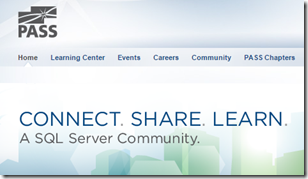 PASS
Home Learning Center Events Careers Community PASS Chapters
CONNECT. SHARE. LEARN.
A SQL Server Community.